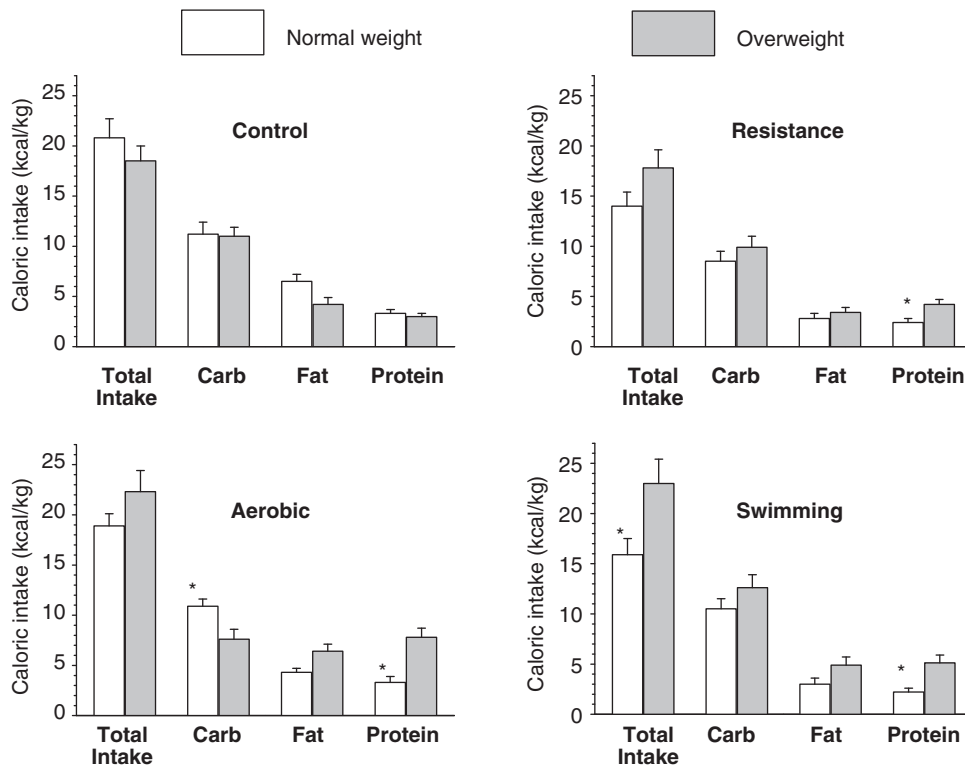 Normal weight
Overweight
Control
Caloric intake (kcal/kg)
25
20
15
10
5
0
Total
Intake
Carb
Fat
Protein
Resistance
Caloric intake (kcal/kg)
25
20
15
10
5
0
*
Total
Intake
Carb
Fat
Protein
Aerobic
Caloric intake (kcal/kg)
25
20
15
10
5
0
*
*
Total
Intake
Carb
Fat
Protein
Swimming
Caloric intake (kcal/kg)
25
20
15
10
5
0
*
*
Total
Intake
Carb
Fat
Protein